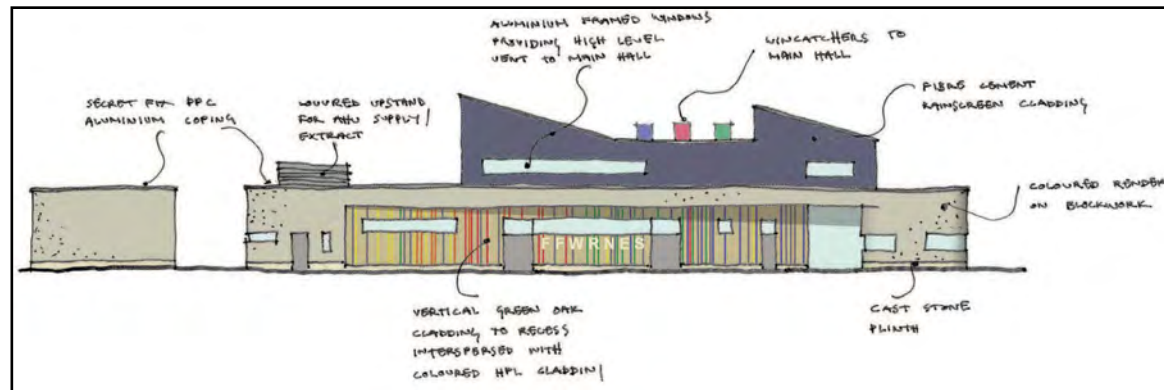 ALUMINIUM FRAMED WINDOWS
PROVIDING HIGH LEVEL
VENT TO MAIN HALL
WINCATCHERS TO
MAIN HALL
SECRET FIX PPC
ALUMINIUM COPING
LOUVRED UPSTAND
FOR AHU SUPPLY/
EXTRACT
FIBRE CEMENT
RAINSCREEN CLADDING
COLOURED RENDER
ON BLOCKWORK
FFWRNES
VERTICAL GREEN OAK
CLADDING TO RECESS
INTERSPERSED WITH
COLOURED HPL CLADDING
CAST STONE
PLINTH